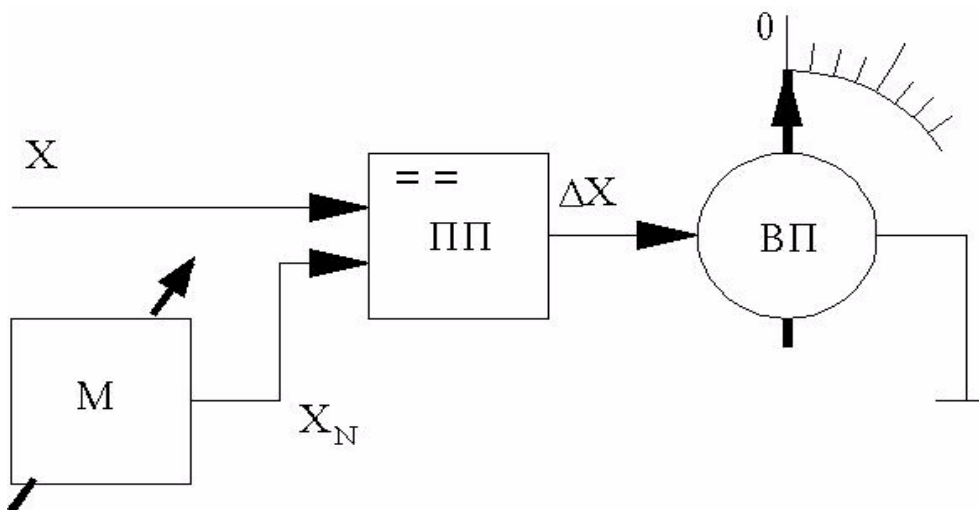 0
X
= =
ПП
ΔX
ВП
М
X_N